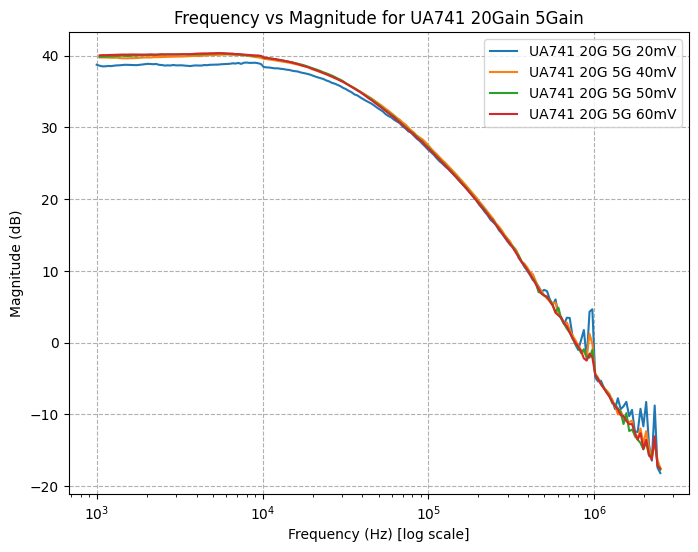 Frequency vs Magnitude for UA741 20Gain 5Gain
UA741 20G 5G 20mV
UA741 20G 5G 40mV
UA741 20G 5G 50mV
UA741 20G 5G 60mV
Magnitude (dB)
40
30
20
10
0
−10
−20
10³ 10⁴ 10⁵ 10⁶
Frequency (Hz) [log scale]